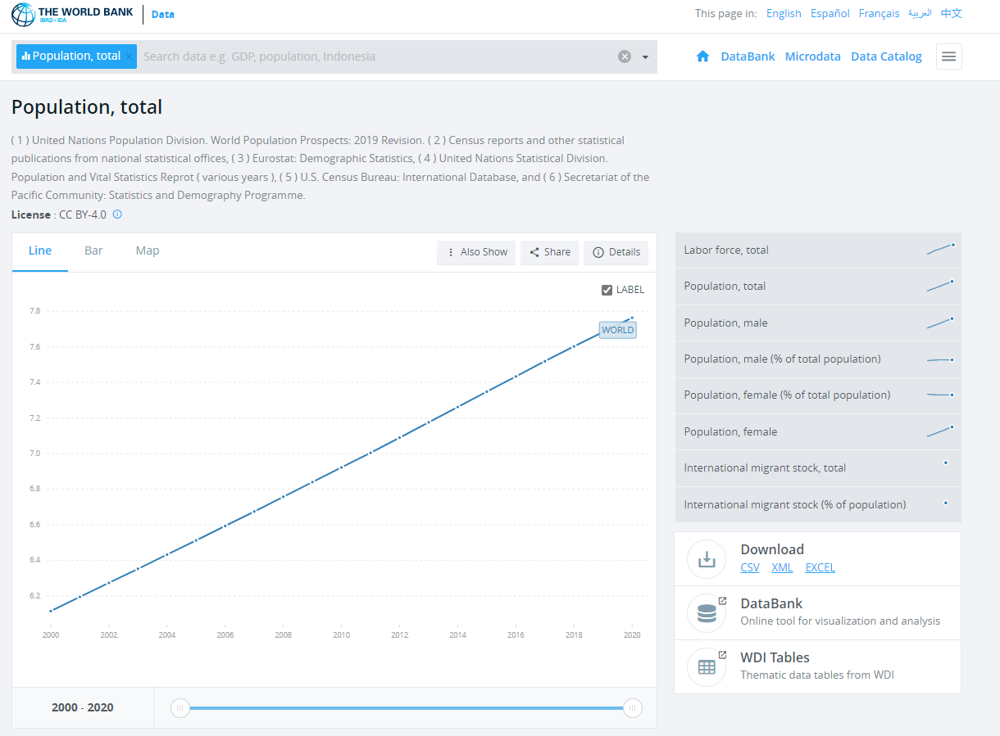 THE WORLD BANK
IBRD • IDA
Data
This page in: English Español Français العربية 中文
Population, total ×
Search data e.g. GDP, population, Indonesia
DataBank Microdata Data Catalog
Population, total
( 1 ) United Nations Population Division. World Population Prospects: 2019 Revision. ( 2 ) Census reports and other statistical
publications from national statistical offices, ( 3 ) Eurostat: Demographic Statistics, ( 4 ) United Nations Statistical Division.
Population and Vital Statistics Reprot ( various years ), ( 5 ) U.S. Census Bureau: International Database, and ( 6 ) Secretariat of the
Pacific Community: Statistics and Demography Programme.
License : CC BY-4.0
Line Bar Map
Also Show Share Details
LABEL
7.8
7.6
7.4
7.2
7.0
6.8
6.6
6.4
6.2
WORLD
2000 2002 2004 2006 2008 2010 2012 2014 2016 2018 2020
2000 - 2020
Labor force, total
Population, total
Population, male
Population, male (% of total population)
Population, female (% of total population)
Population, female
International migrant stock, total
International migrant stock (% of population)
Download
CSV XML EXCEL
DataBank
Online tool for visualization and analysis
WDI Tables
Thematic data tables from WDI